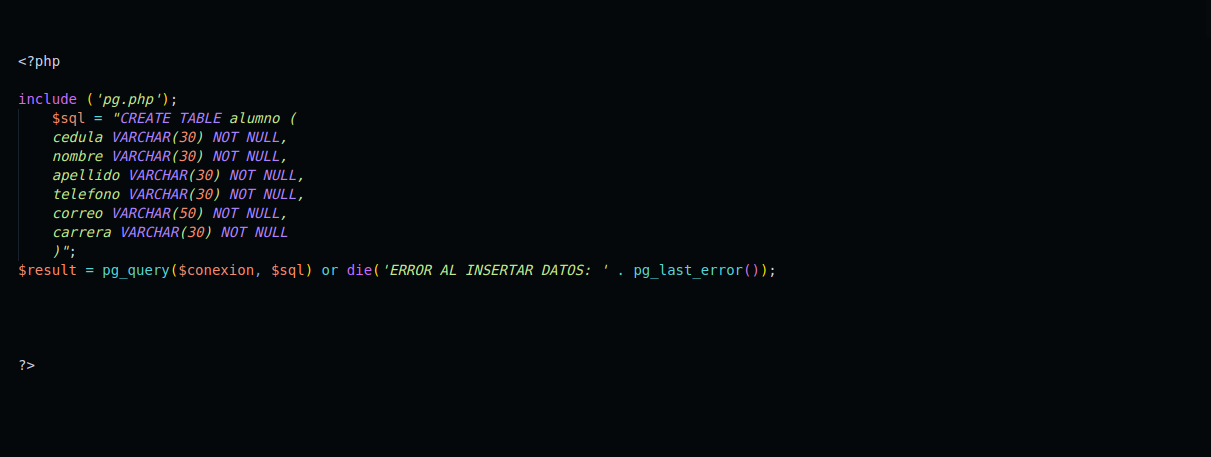 <?php
include ('pg.php');
$sql = "CREATE TABLE alumno (
cedula VARCHAR(30) NOT NULL,
nombre VARCHAR(30) NOT NULL,
apellido VARCHAR(30) NOT NULL,
telefono VARCHAR(30) NOT NULL,
correo VARCHAR(50) NOT NULL,
carrera VARCHAR(30) NOT NULL
)";
$result = pg_query($conexion, $sql) or die('ERROR AL INSERTAR DATOS: ' . pg_last_error());
?>